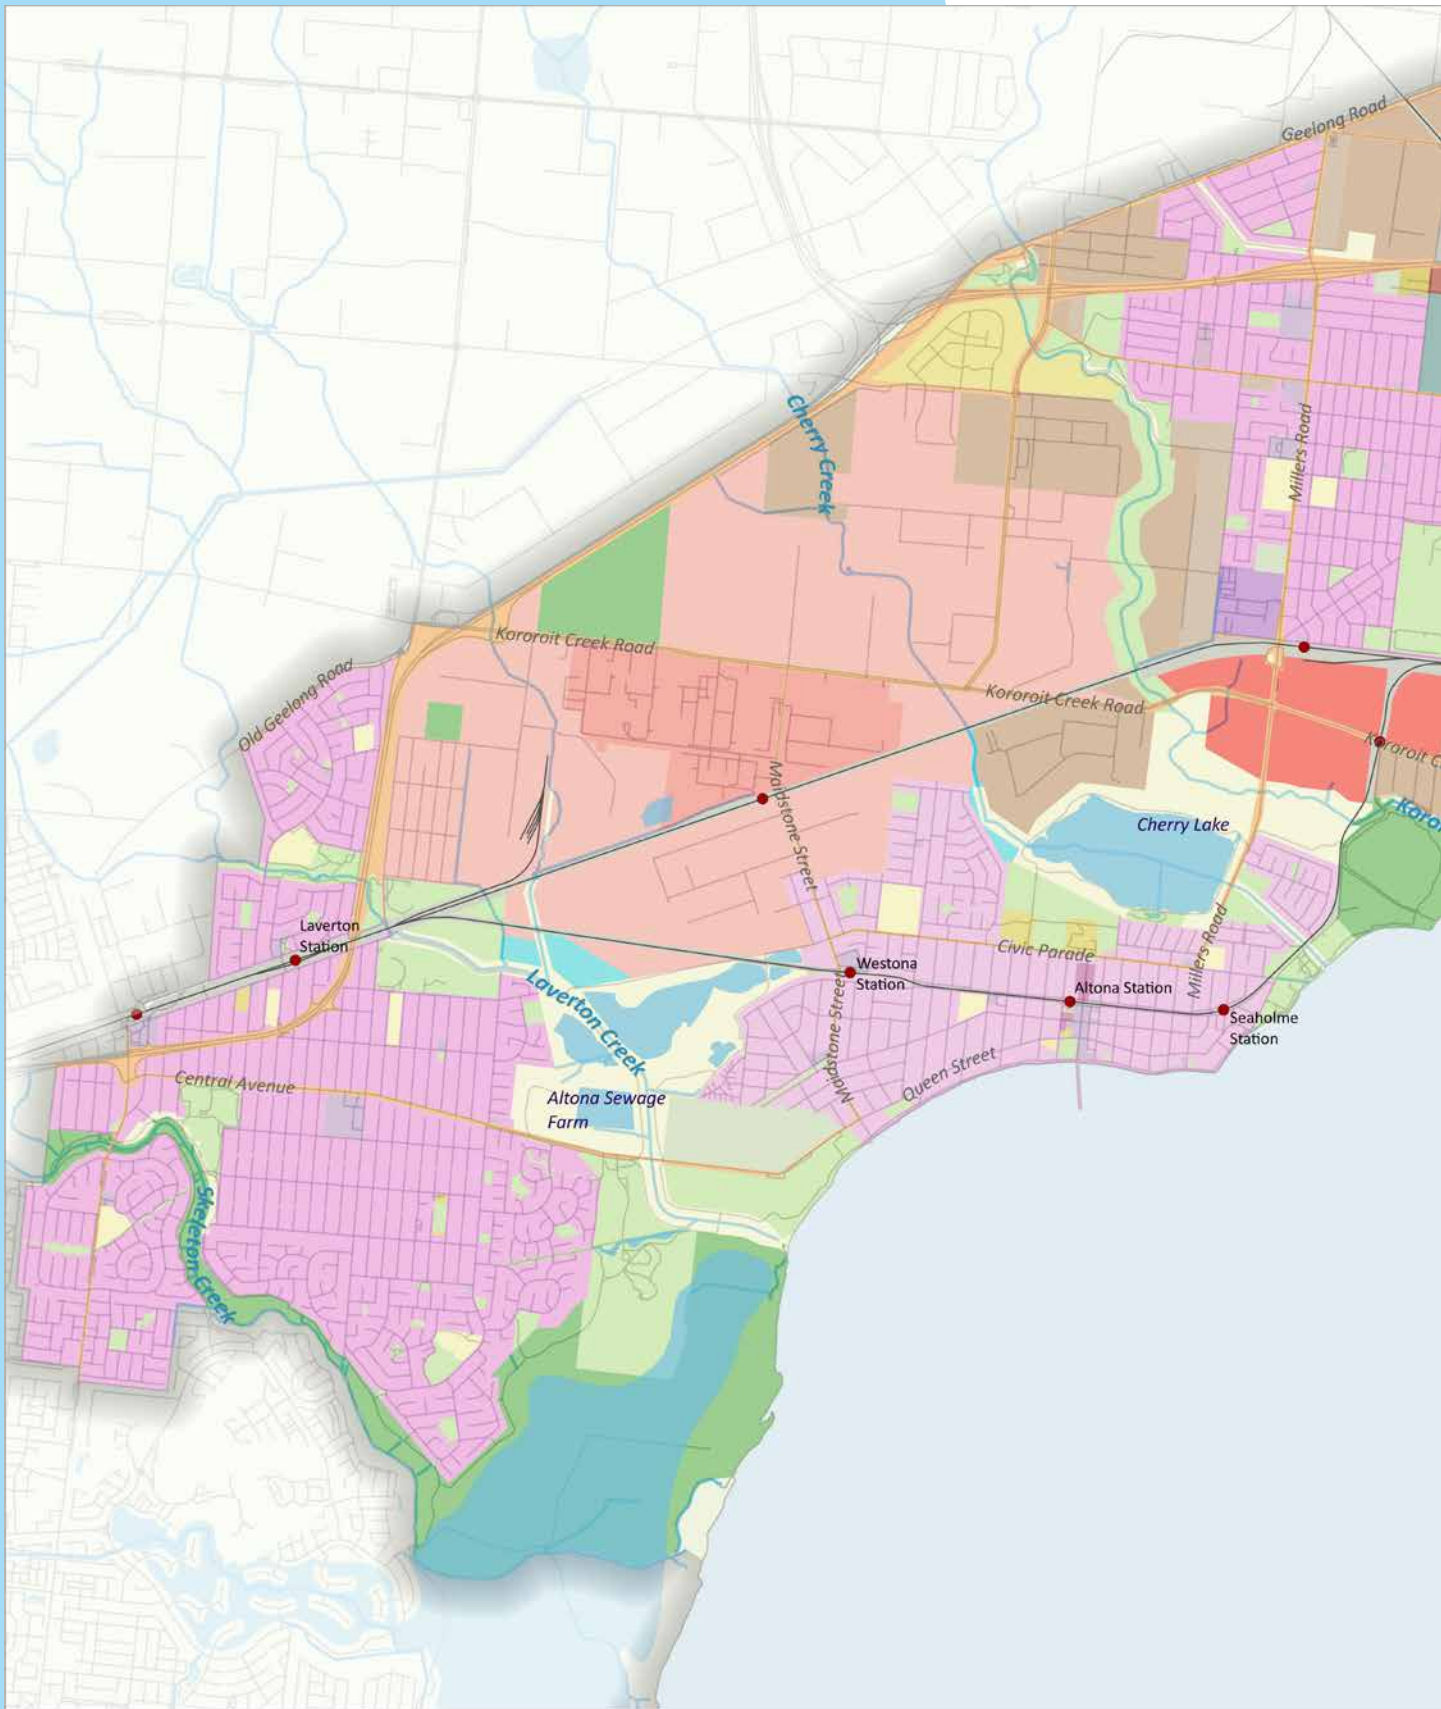 Geelong Road
Cherry Creek
Millers Road
Kororoit Creek Road
Old Geelong Road
Kororoit Creek Road
Kororoit C
Maidstone Street
Cherry Lake
Koror
Laverton
Station
Civic Parade
Millers Road
Westona
Station
Altona Station
Laverton Creek
Maidstone Street
Seaholme
Station
Queen Street
Central Avenue
Altona Sewage
Farm
Skeleton Creek